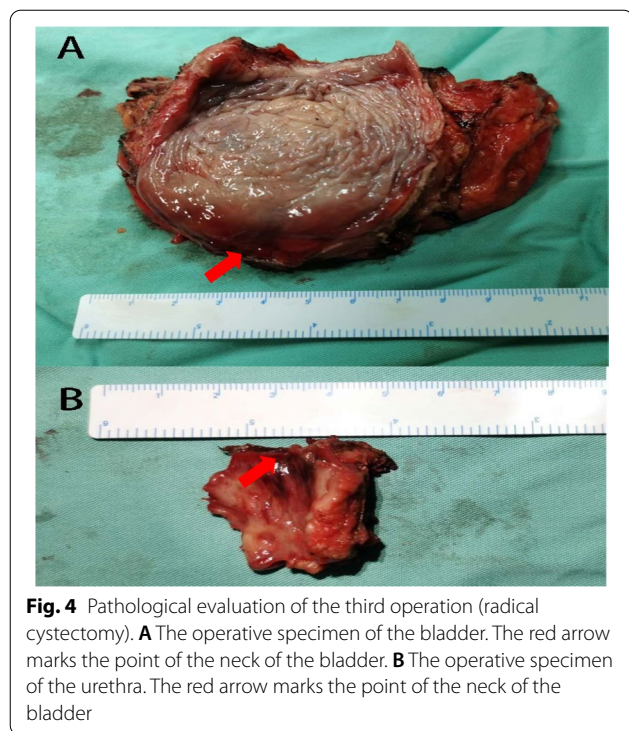 A
B
Fig. 4 Pathological evaluation of the third operation (radical
cystectomy). A The operative specimen of the bladder. The red arrow
marks the point of the neck of the bladder. B The operative specimen
of the urethra. The red arrow marks the point of the neck of the
bladder